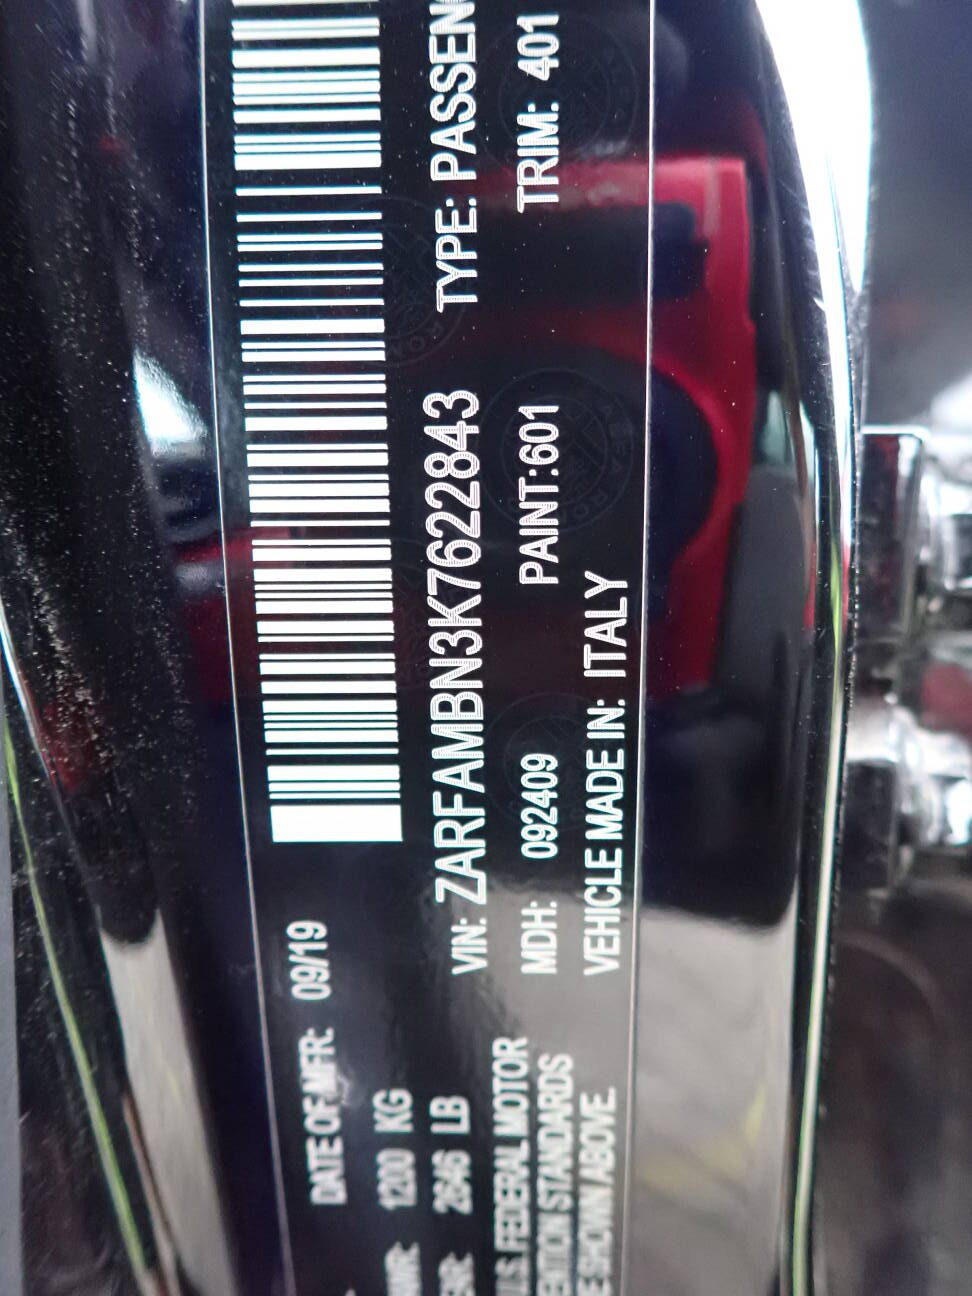 DATE OF MFR: 09/19
1200 KG
2646 LB
U.S. FEDERAL MOTOR
STANDARDS
SHOWN ABOVE.
VIN: ZARFAMBN3K7622843 TYPE:
MDH: 092409 PAINT:601 TRIM: 401
VEHICLE MADE IN: ITALY